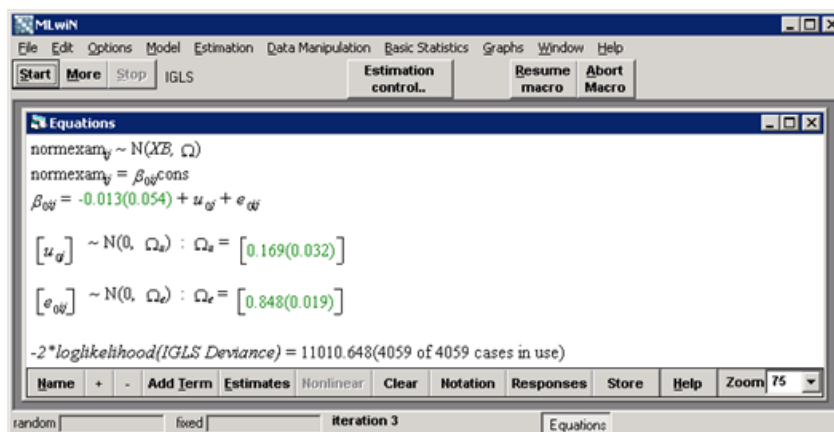 MLwiN
File Edit Options Model Estimation Data Manipulation Basic Statistics Graphs Window Help
Start More Stop IGLS Estimation control.. Resume macro Abort Macro
Equations
normexam_ij ~ N(XB, Ω)
normexam_ij = β_0ij cons
β_0ij = -0.013(0.054) + u_0j + e_0ij
[u_0j] ~ N(0, Ω_u) : Ω_u = [0.169(0.032)]
[e_0ij] ~ N(0, Ω_e) : Ω_e = [0.848(0.019)]
-2*loglikelihood(IGLS Deviance) = 11010.648(4059 of 4059 cases in use)
Name + - Add Term Estimates Nonlinear Clear Notation Responses Store Help Zoom 75
random fixed iteration 3 Equations